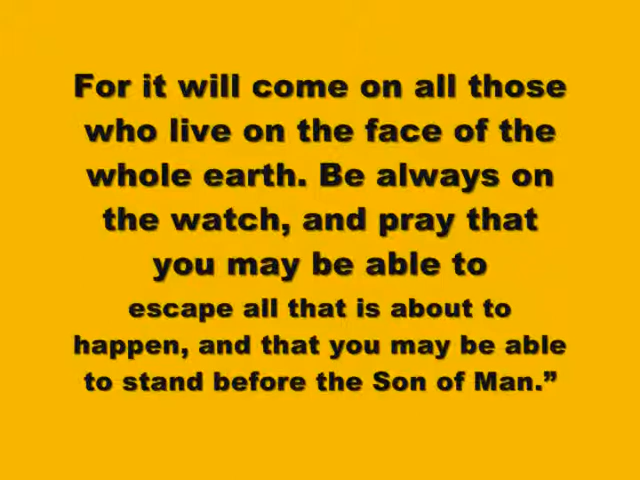 For it will come on all those
who live on the face of the
whole earth. Be always on
the watch, and pray that
you may be able to
escape all that is about to
happen, and that you may be able
to stand before the Son of Man.”